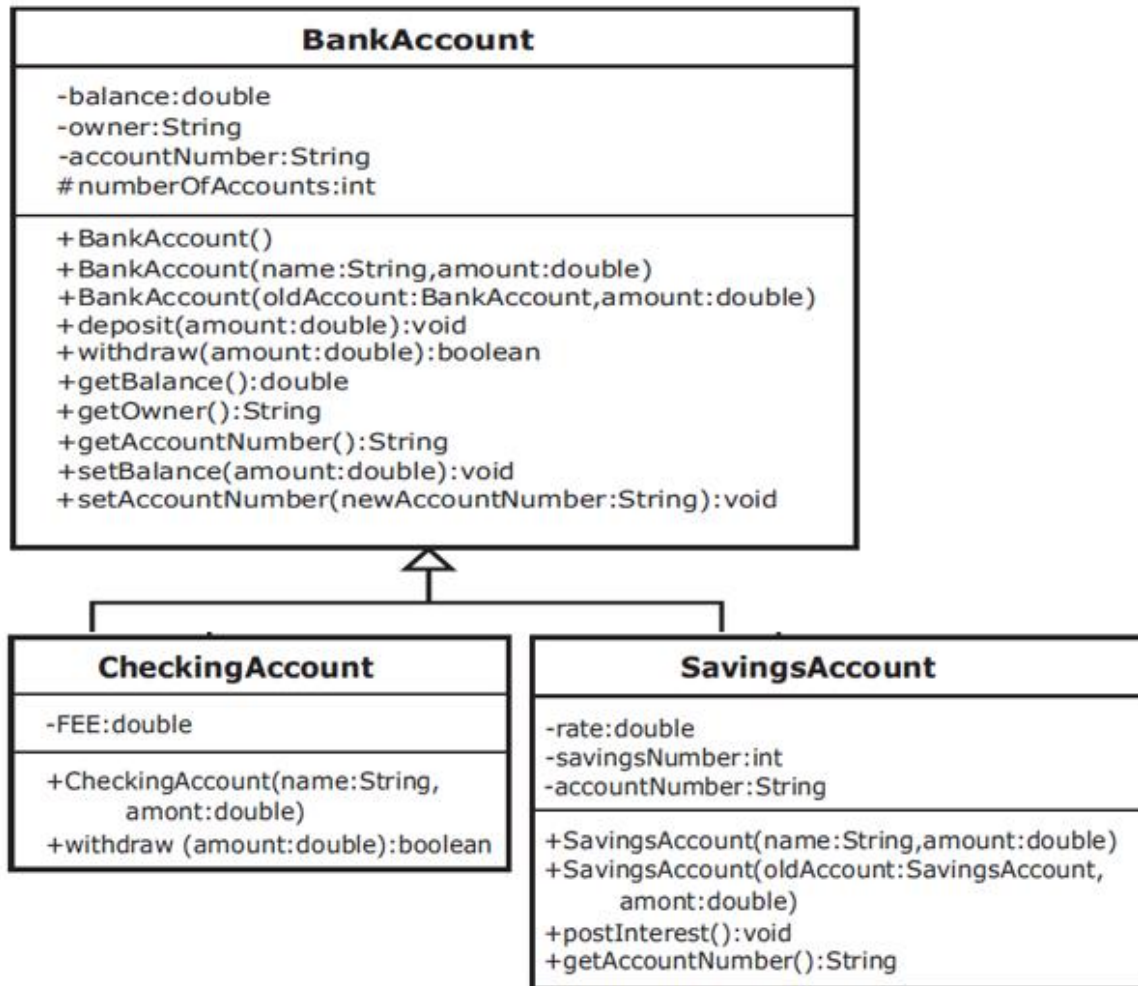 BankAccount
-balance:double
-owner:String
-accountNumber:String
#numberOfAccounts:int
+BankAccount()
+BankAccount(name:String,amount:double)
+BankAccount(oldAccount:BankAccount,amount:double)
+deposit(amount:double):void
+withdraw(amount:double):boolean
+getBalance():double
+getOwner():String
+getAccountNumber():String
+setBalance(amount:double):void
+setAccountNumber(newAccountNumber:String):void
CheckingAccount
-FEE:double
+CheckingAccount(name:String,
amont:double)
+withdraw (amount:double):boolean
SavingsAccount
-rate:double
-savingsNumber:int
-accountNumber:String
+SavingsAccount(name:String,amount:double)
+SavingsAccount(oldAccount:SavingsAccount,
amont:double)
+postInterest():void
+getAccountNumber():String